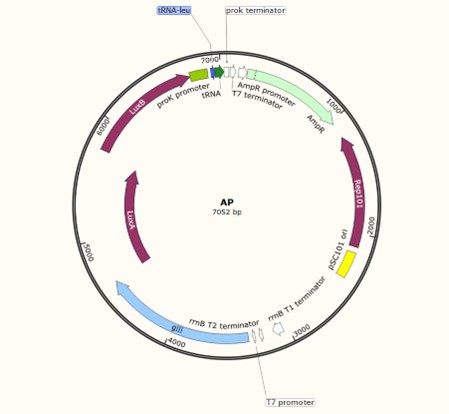 tRNA-leu
prok terminator
7000
proK promoter
tRNA
T7 terminator
AmpR promoter
AmpR
1000
LuxB
6000
Rep101
LuxA
AP
7052 bp
2000
pSC101 ori
5000
rrnB T1 terminator
rrnB T2 terminator
3000
gIII
4000
T7 promoter